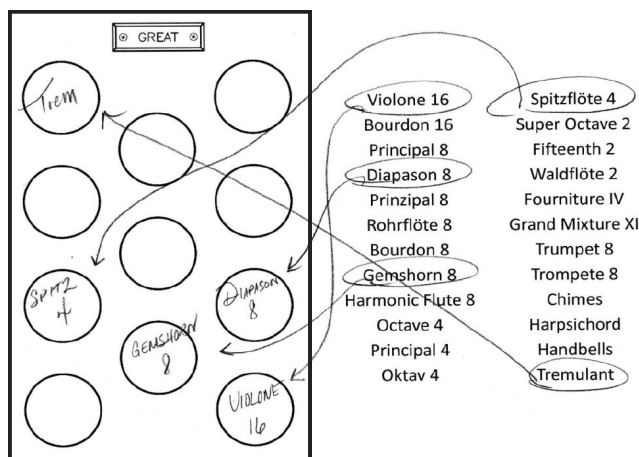 GREAT
Trem
SPITZ
4
GEMSHORN
8
DIAPASON
8
VIOLONE
16
Violone 16
Bourdon 16
Principal 8
Diapason 8
Prinzipal 8
Rohrflöte 8
Bourdon 8
Gemshorn 8
Harmonic Flute 8
Octave 4
Principal 4
Oktav 4
Spitzflöte 4
Super Octave 2
Fifteenth 2
Waldflöte 2
Fourniture IV
Grand Mixture XI
Trumpet 8
Trompete 8
Chimes
Harpsichord
Handbells
Tremulant